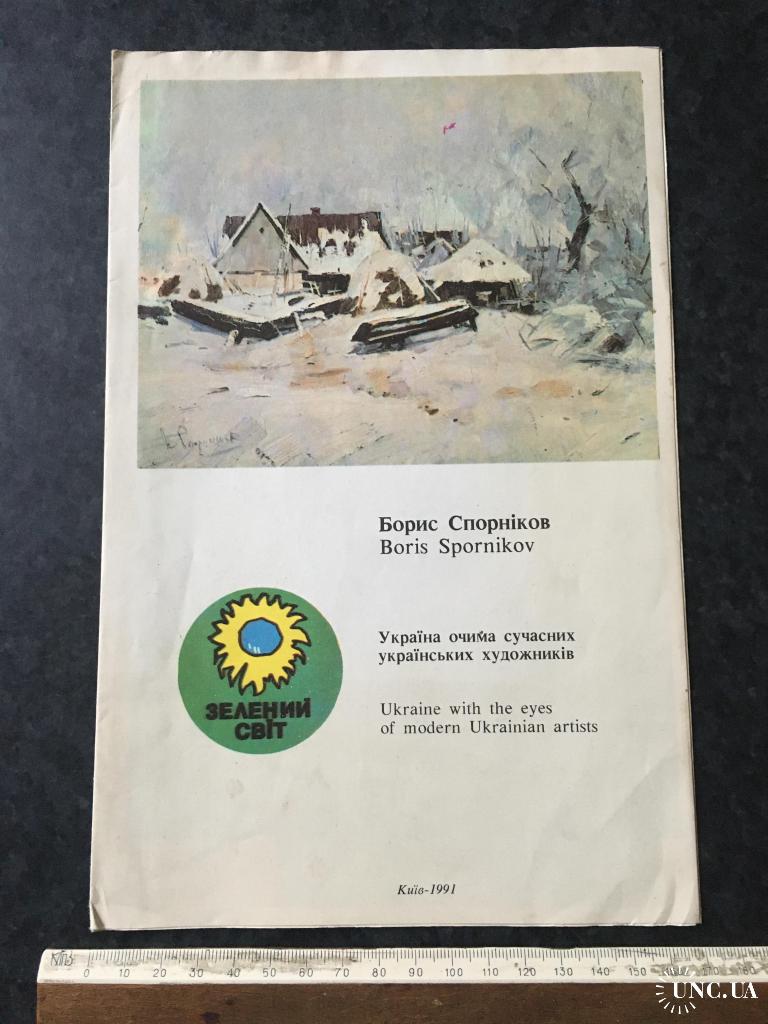 Борис Спорніков
Boris Spornikov
Україна очима сучасних
українських художників
Ukraine with the eyes
of modern Ukrainian artists
ЗЕЛЕНИЙ
СВІТ
Київ-1991
0 10 20 30 40 50 60 70 80 90 100 110 120 130 140 150 170 180
UNC.UA